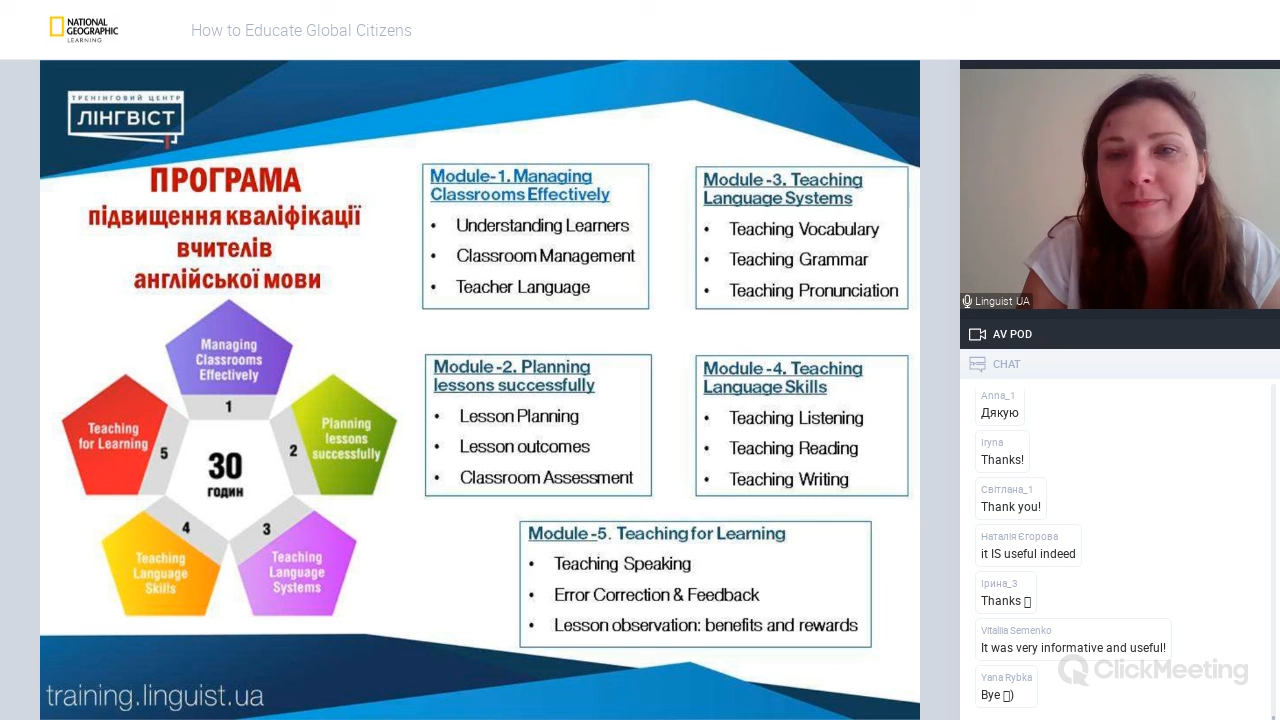 NATIONAL
GEOGRAPHIC
LEARNING
How to Educate Global Citizens
ТРЕНІНГОВИЙ ЦЕНТР
ЛІНГВІСТ
ПРОГРАМА
підвищення кваліфікації
вчителів
англійської мови
Managing
Classrooms
Effectively
1
Planning
lessons
successfully
2
Teaching
for Learning
5
30
годин
4
3
Teaching
Language
Skills
Teaching
Language
Systems
Module-1. Managing
Classrooms Effectively
• Understanding Learners
• Classroom Management
• Teacher Language
Module -3. Teaching
Language Systems
• Teaching Vocabulary
• Teaching Grammar
• Teaching Pronunciation
Module -2. Planning
lessons successfully
• Lesson Planning
• Lesson outcomes
• Classroom Assessment
Module -4. Teaching
Language Skills
• Teaching Listening
• Teaching Reading
• Teaching Writing
Module -5. Teaching for Learning
• Teaching Speaking
• Error Correction & Feedback
• Lesson observation: benefits and rewards
training.linguist.ua
Linguist UA
AV POD
CHAT
Anna_1
Дякую
Iryna
Thanks!
Світлана_1
Thank you!
Наталія Єгорова
it IS useful indeed
Ірина_3
Thanks
Vitaliia Semenko
It was very informative and useful!
Yana Rybka
Bye )
ClickMeeting